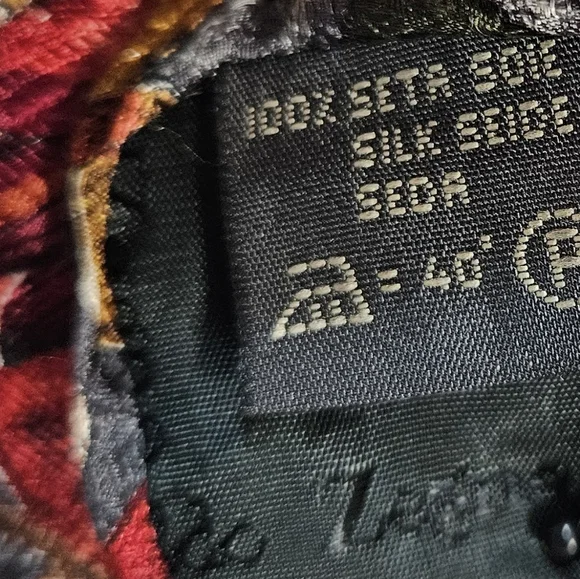 100% SETA SOIE
SILK SEIDE
SEDA
= 40°
P